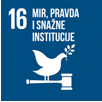 16 MIR, PRAVDA
I SNAŽNE
INSTITUCIJE